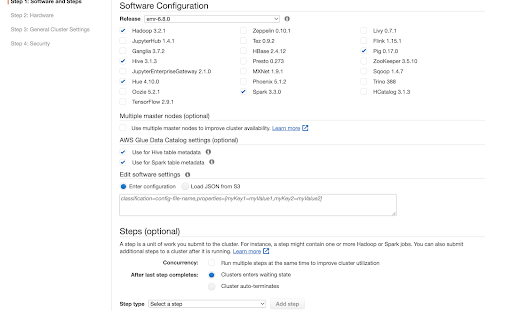 Step 1: Software and Steps
Step 2: Hardware
Step 3: General Cluster Settings
Step 4: Security
Software Configuration
Release emr-6.8.0
Hadoop 3.2.1 Zeppelin 0.10.1 Livy 0.7.1
JupyterHub 1.4.1 Tez 0.9.2 Flink 1.15.1
Ganglia 3.7.2 HBase 2.4.12 Pig 0.17.0
Hive 3.1.3 Presto 0.273 ZooKeeper 3.5.10
JupyterEnterpriseGateway 2.1.0 MXNet 1.9.1 Sqoop 1.4.7
Hue 4.10.0 Phoenix 5.1.2 Trino 388
Oozie 5.2.1 Spark 3.3.0 HCatalog 3.1.3
TensorFlow 2.9.1
Multiple master nodes (optional)
Use multiple master nodes to improve cluster availability. Learn more
AWS Glue Data Catalog settings (optional)
Use for Hive table metadata
Use for Spark table metadata
Edit software settings
Enter configuration Load JSON from S3
classification=config-file-name,properties=[myKey1=myValue1,myKey2=myValue2]
Steps (optional)
A step is a unit of work you submit to the cluster. For instance, a step might contain one or more Hadoop or Spark jobs. You can also submit
additional steps to a cluster after it is running. Learn more
Concurrency: Run multiple steps at the same time to improve cluster utilization
After last step completes: Clusters enters waiting state
Cluster auto-terminates
Step type Select a step Add step